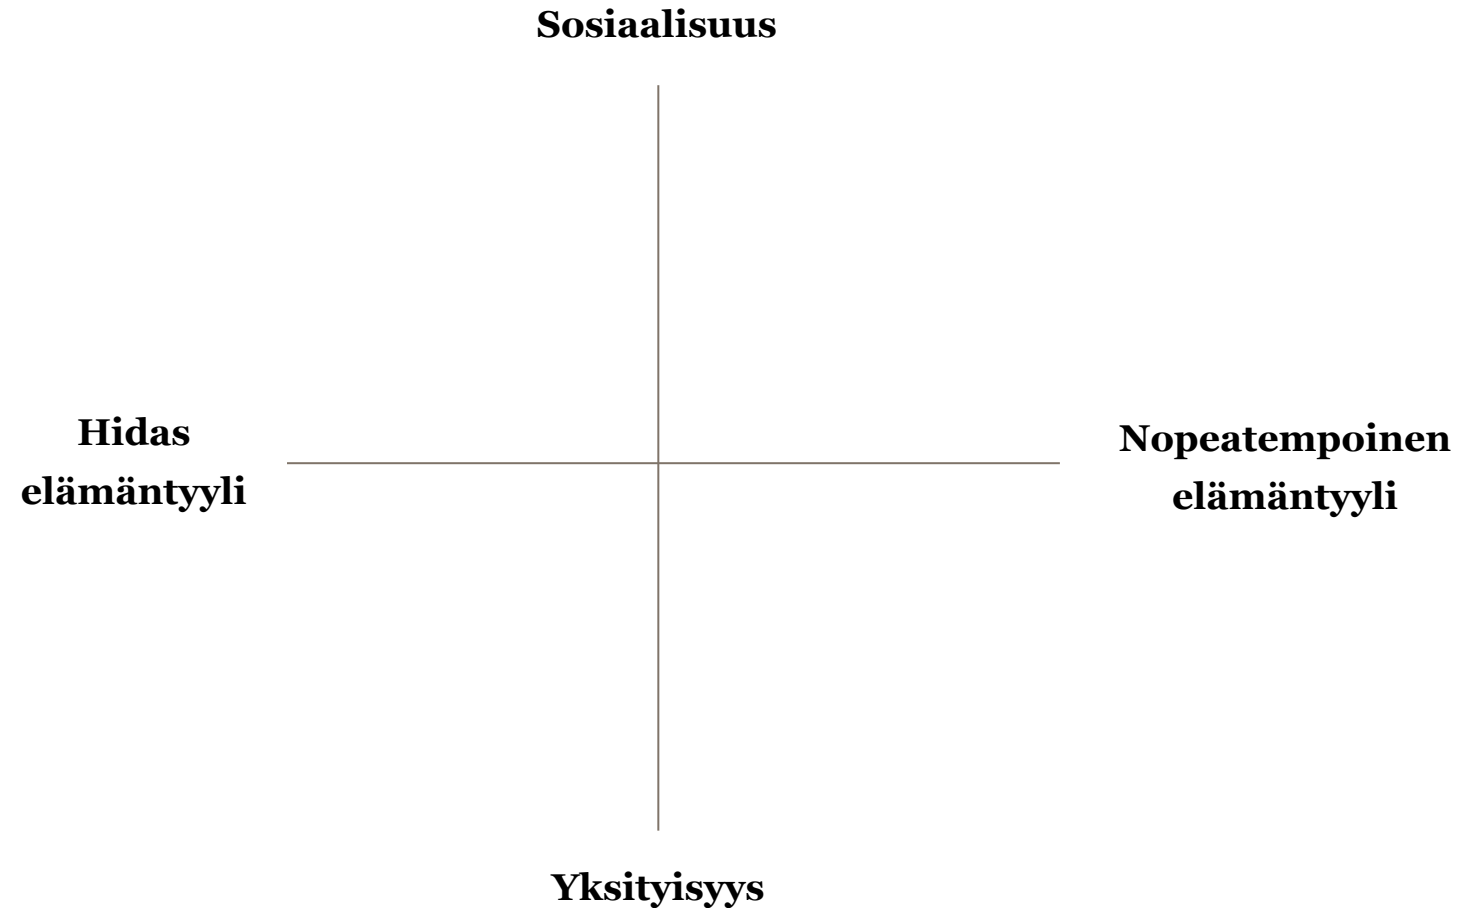 Sosiaalisuus
Hidas
elämäntyyli
Nopeatempoinen
elämäntyyli
Yksityisyys